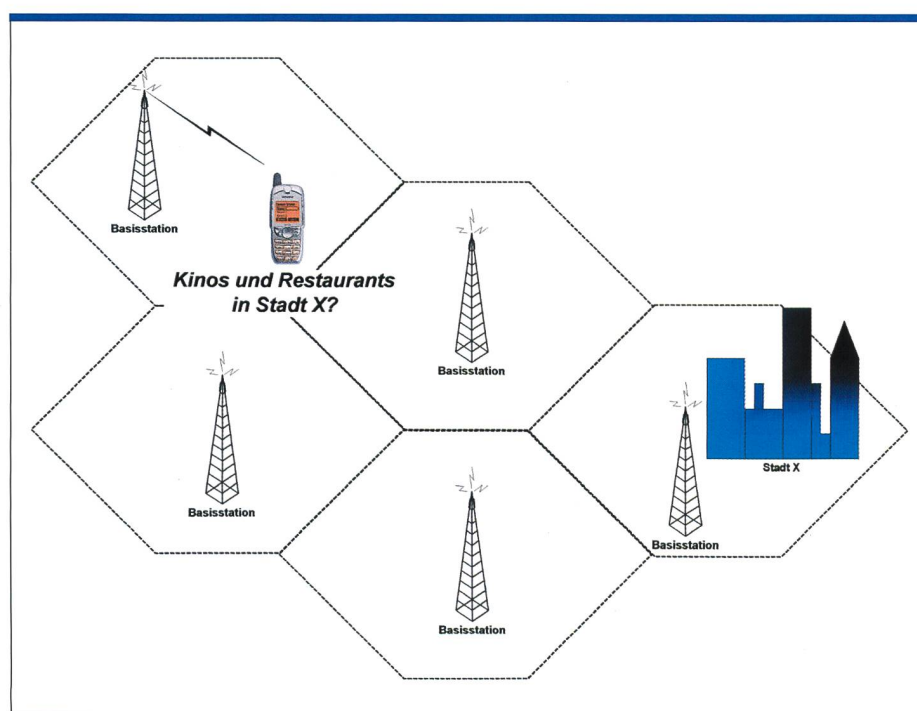 Basisstation
Kinos und Restaurants
in Stadt X?
Basisstation
Basisstation
Stadt X
Basisstation
Basisstation